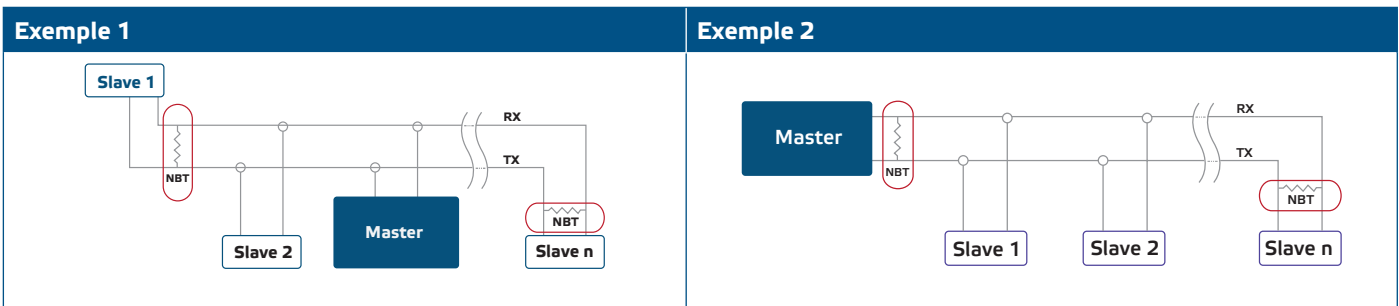 Exemple 1
Slave 1
RX
TX
NBT
NBT
Master
Slave 2
Slave n
Exemple 2
RX
Master
TX
NBT
NBT
Slave 1
Slave 2
Slave n